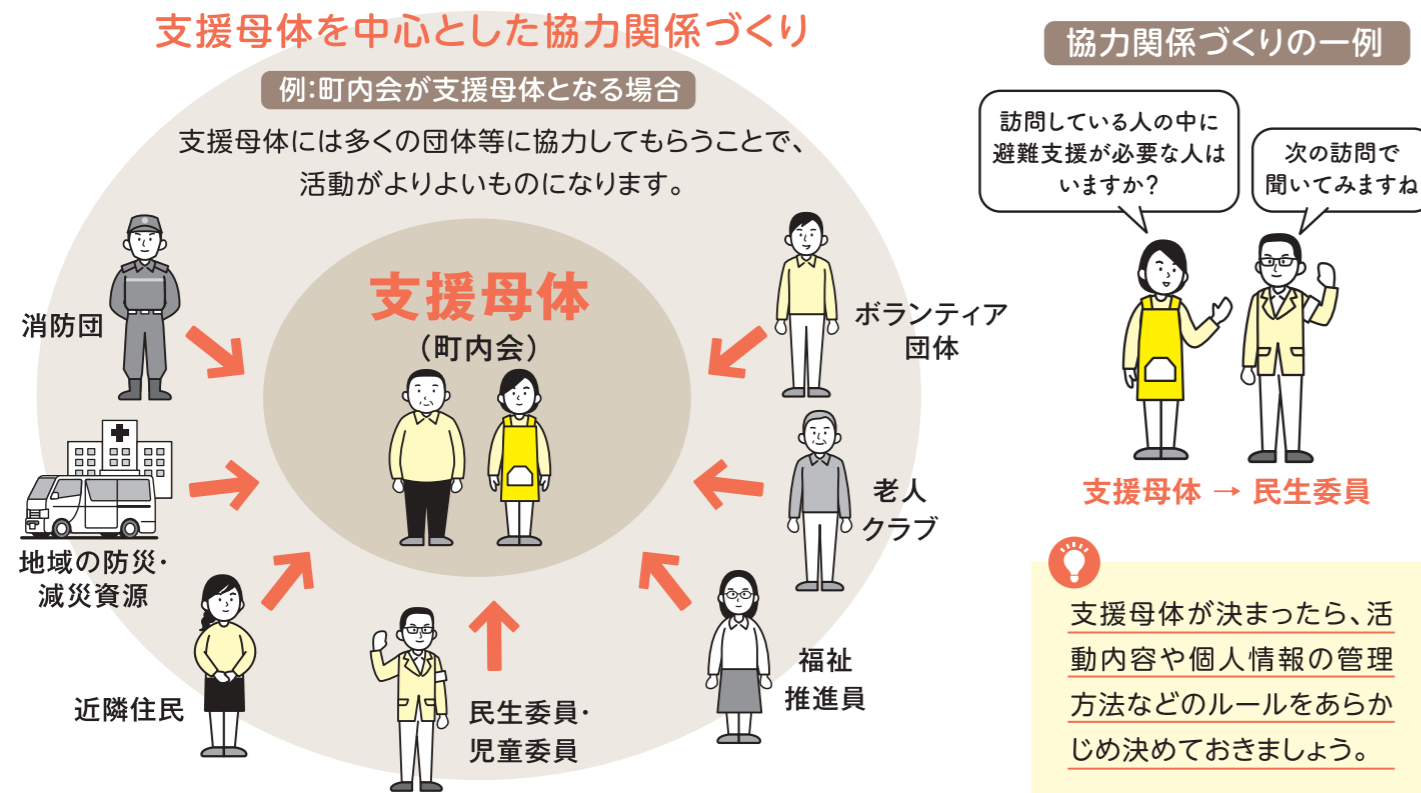 支援母体を中心とした協力関係づくり
例:町内会が支援母体となる場合
支援母体には多くの団体等に協力してもらうことで、
活動がよりよいものになります。
支援母体
（町内会）
消防団
地域の防災・
減災資源
近隣住民
民生委員・
児童委員
福祉
推進員
老人
クラブ
ボランティア
団体
協力関係づくりの一例
訪問している人の中に
避難支援が必要な人は
いますか?
次の訪問で
聞いてみますね
支援母体 → 民生委員
支援母体が決まったら、活
動内容や個人情報の管理
方法などのルールをあらか
じめ決めておきましょう。